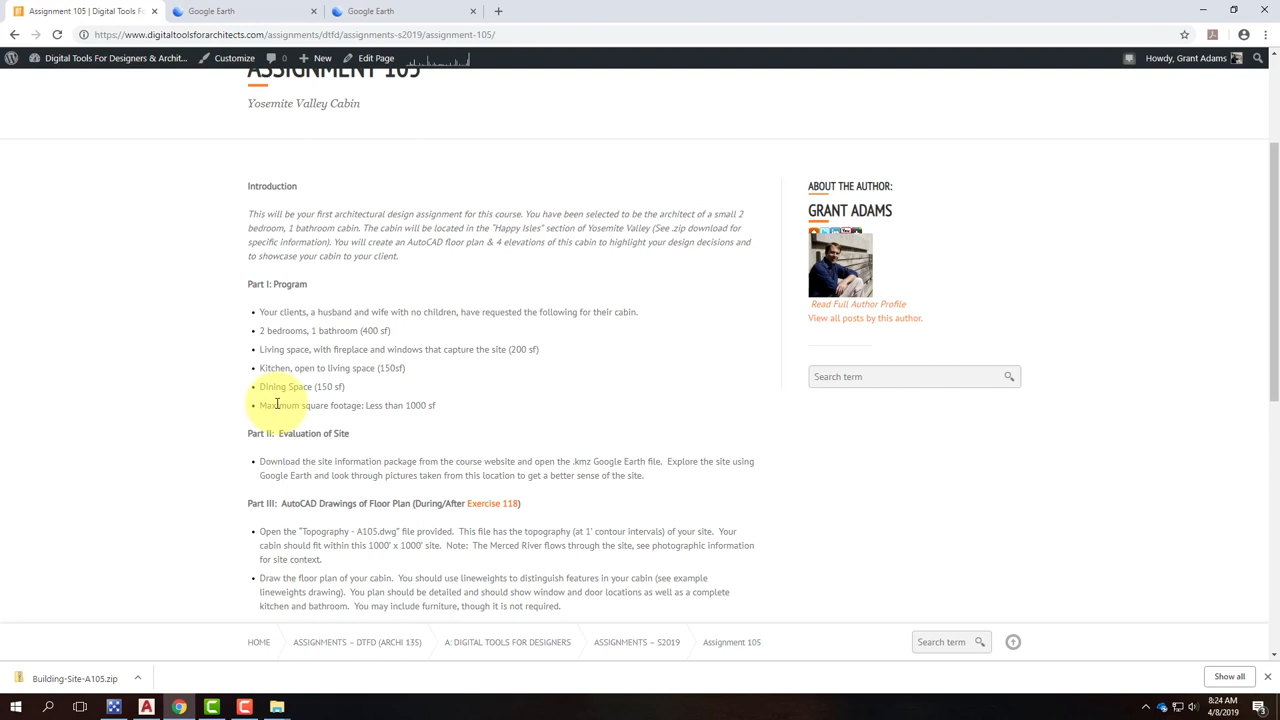 Assignment 105 | Digital Tools Fo
Google Earth
Google Earth
https://www.digitaltoolsforarchitects.com/assignments/dtfd/assignments-s2019/assignment-105/
Digital Tools For Designers & Archit...
Customize
0
New
Edit Page
Howdy, Grant Adams
ASSIGNMENT 105
Yosemite Valley Cabin
Introduction
This will be your first architectural design assignment for this course. You have been selected to be the architect of a small 2
bedroom, 1 bathroom cabin. The cabin will be located in the "Happy Isles" section of Yosemite Valley (See .zip download for
specific information). You will create an AutoCAD floor plan & 4 elevations of this cabin to highlight your design decisions and
to showcase your cabin to your client.
Part I: Program
• Your clients, a husband and wife with no children, have requested the following for their cabin.
• 2 bedrooms, 1 bathroom (400 sf)
• Living space, with fireplace and windows that capture the site (200 sf)
• Kitchen, open to living space (150sf)
• Dining Space (150 sf)
• Maximum square footage: Less than 1000 sf
Part II: Evaluation of Site
• Download the site information package from the course website and open the .kmz Google Earth file. Explore the site using
Google Earth and look through pictures taken from this location to get a better sense of the site.
Part III: AutoCAD Drawings of Floor Plan (During/After Exercise 118)
• Open the "Topography - A105.dwg" file provided. This file has the topography (at 1' contour intervals) of your site. Your
cabin should fit within this 1000' x 1000' site. Note: The Merced River flows through the site, see photographic information
for site context.
• Draw the floor plan of your cabin. You should use lineweights to distinguish features in your cabin (see example
lineweights drawing). You plan should be detailed and should show window and door locations as well as a complete
kitchen and bathroom. You may include furniture, though it is not required.
ABOUT THE AUTHOR:
GRANT ADAMS
Read Full Author Profile
View all posts by this author.
Search term
HOME
ASSIGNMENTS – DTFD (ARCHI 135)
A: DIGITAL TOOLS FOR DESIGNERS
ASSIGNMENTS – S2019
Assignment 105
Search term
Building-Site-A105.zip
Show all
8:24 AM
4/8/2019